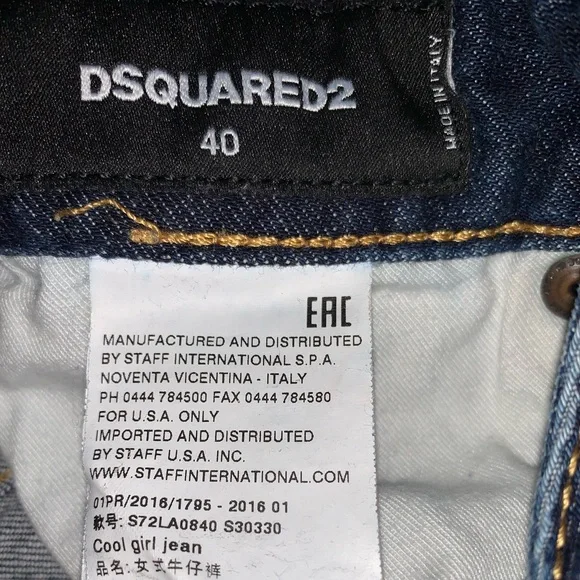 DSQUARED2
40
MADE IN ITALY
EAC
MANUFACTURED AND DISTRIBUTED
BY STAFF INTERNATIONAL S.P.A.
NOVENTA VICENTINA - ITALY
PH 0444 784500 FAX 0444 784580
FOR U.S.A. ONLY
IMPORTED AND DISTRIBUTED
BY STAFF U.S.A. INC.
WWW.STAFFINTERNATIONAL.COM
01PR/2016/1795 - 2016 01
款号: S72LA0840 S30330
Cool girl jean
品名: 女式牛仔裤